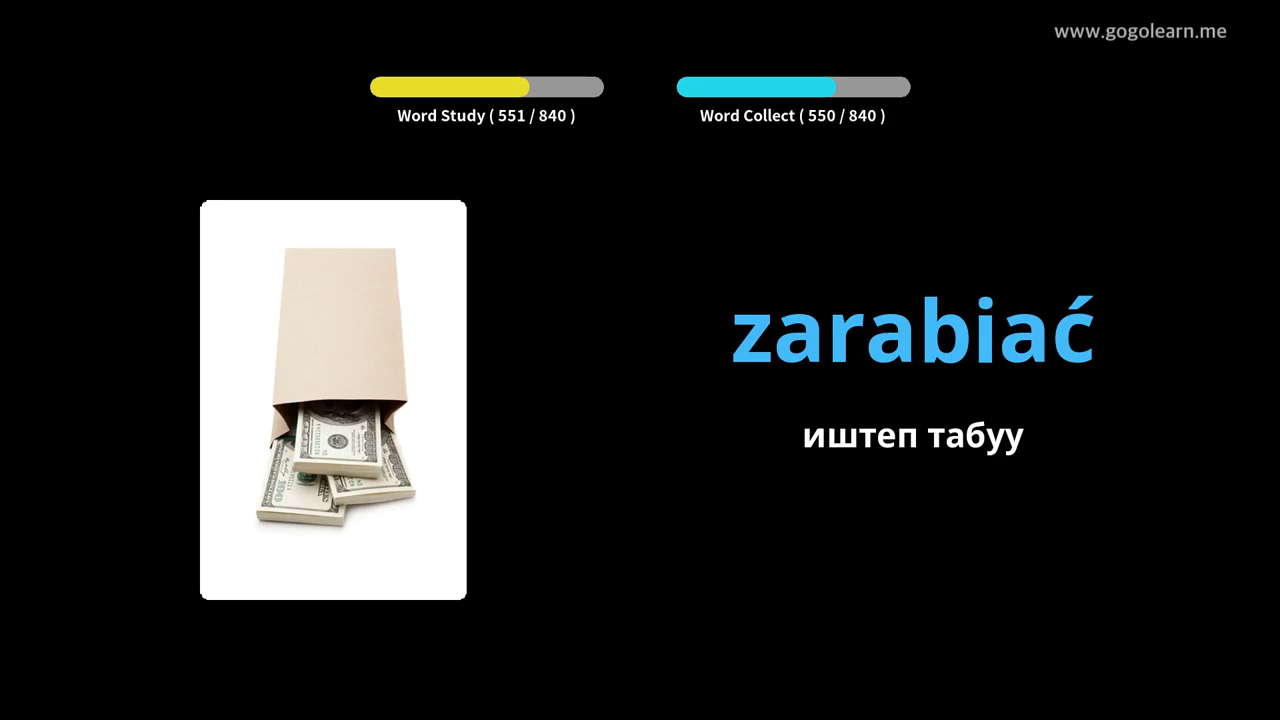 www.gogolearn.me
Word Study ( 551 / 840 )
Word Collect ( 550 / 840 )
zarabiać
иштеп табуу